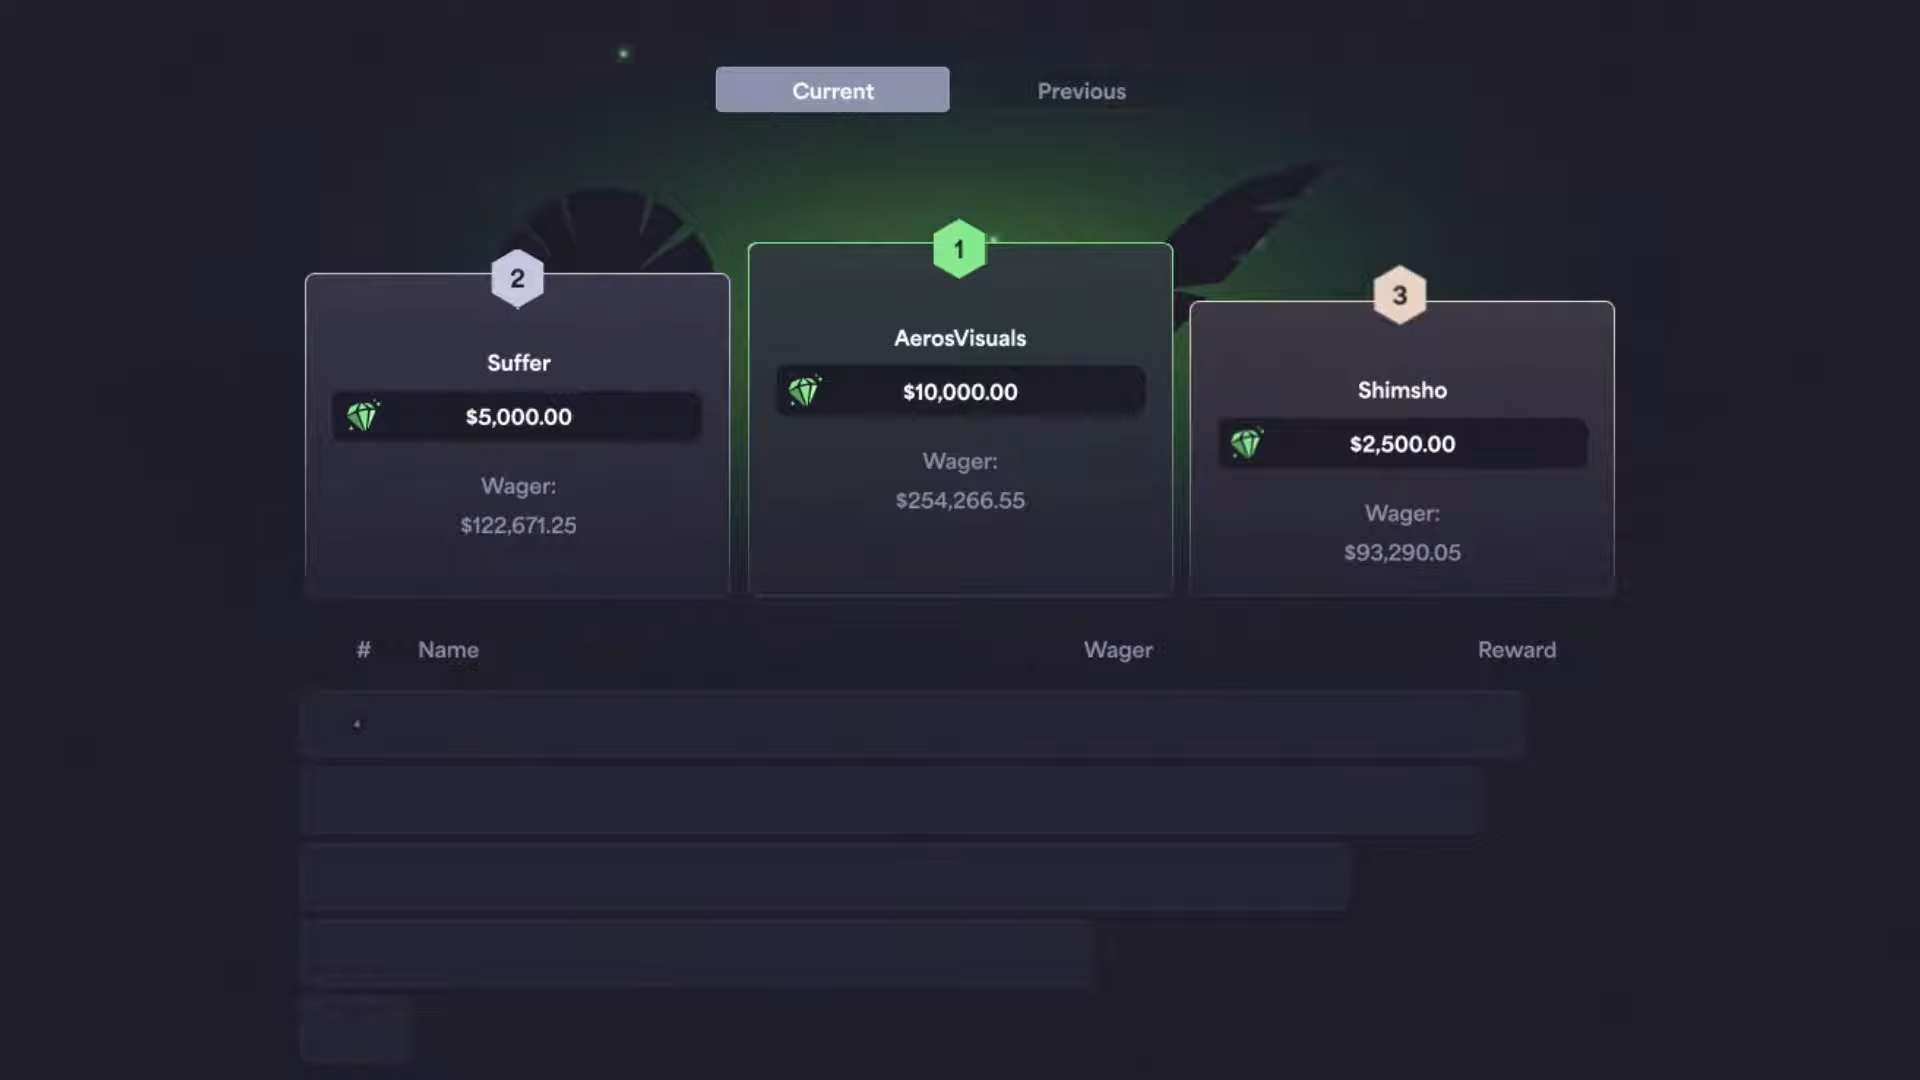 Current
Previous
2
Suffer
$5,000.00
Wager:
$122,671.25
1
AerosVisuals
$10,000.00
Wager:
$254,266.55
3
Shimsho
$2,500.00
Wager:
$93,290.05
# Name Wager Reward